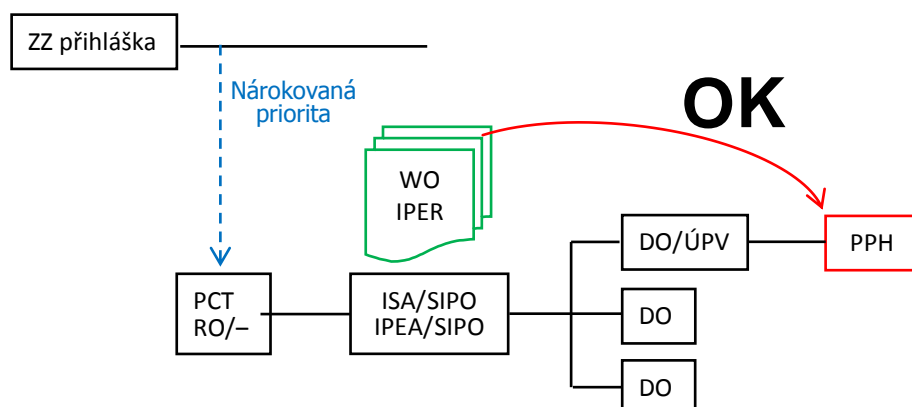 ZZ přihláška
Nárokovaná
priorita
OK
WO
IPER
DO/ÚPV
PPH
PCT
RO/–
ISA/SIPO
IPEA/SIPO
DO
DO